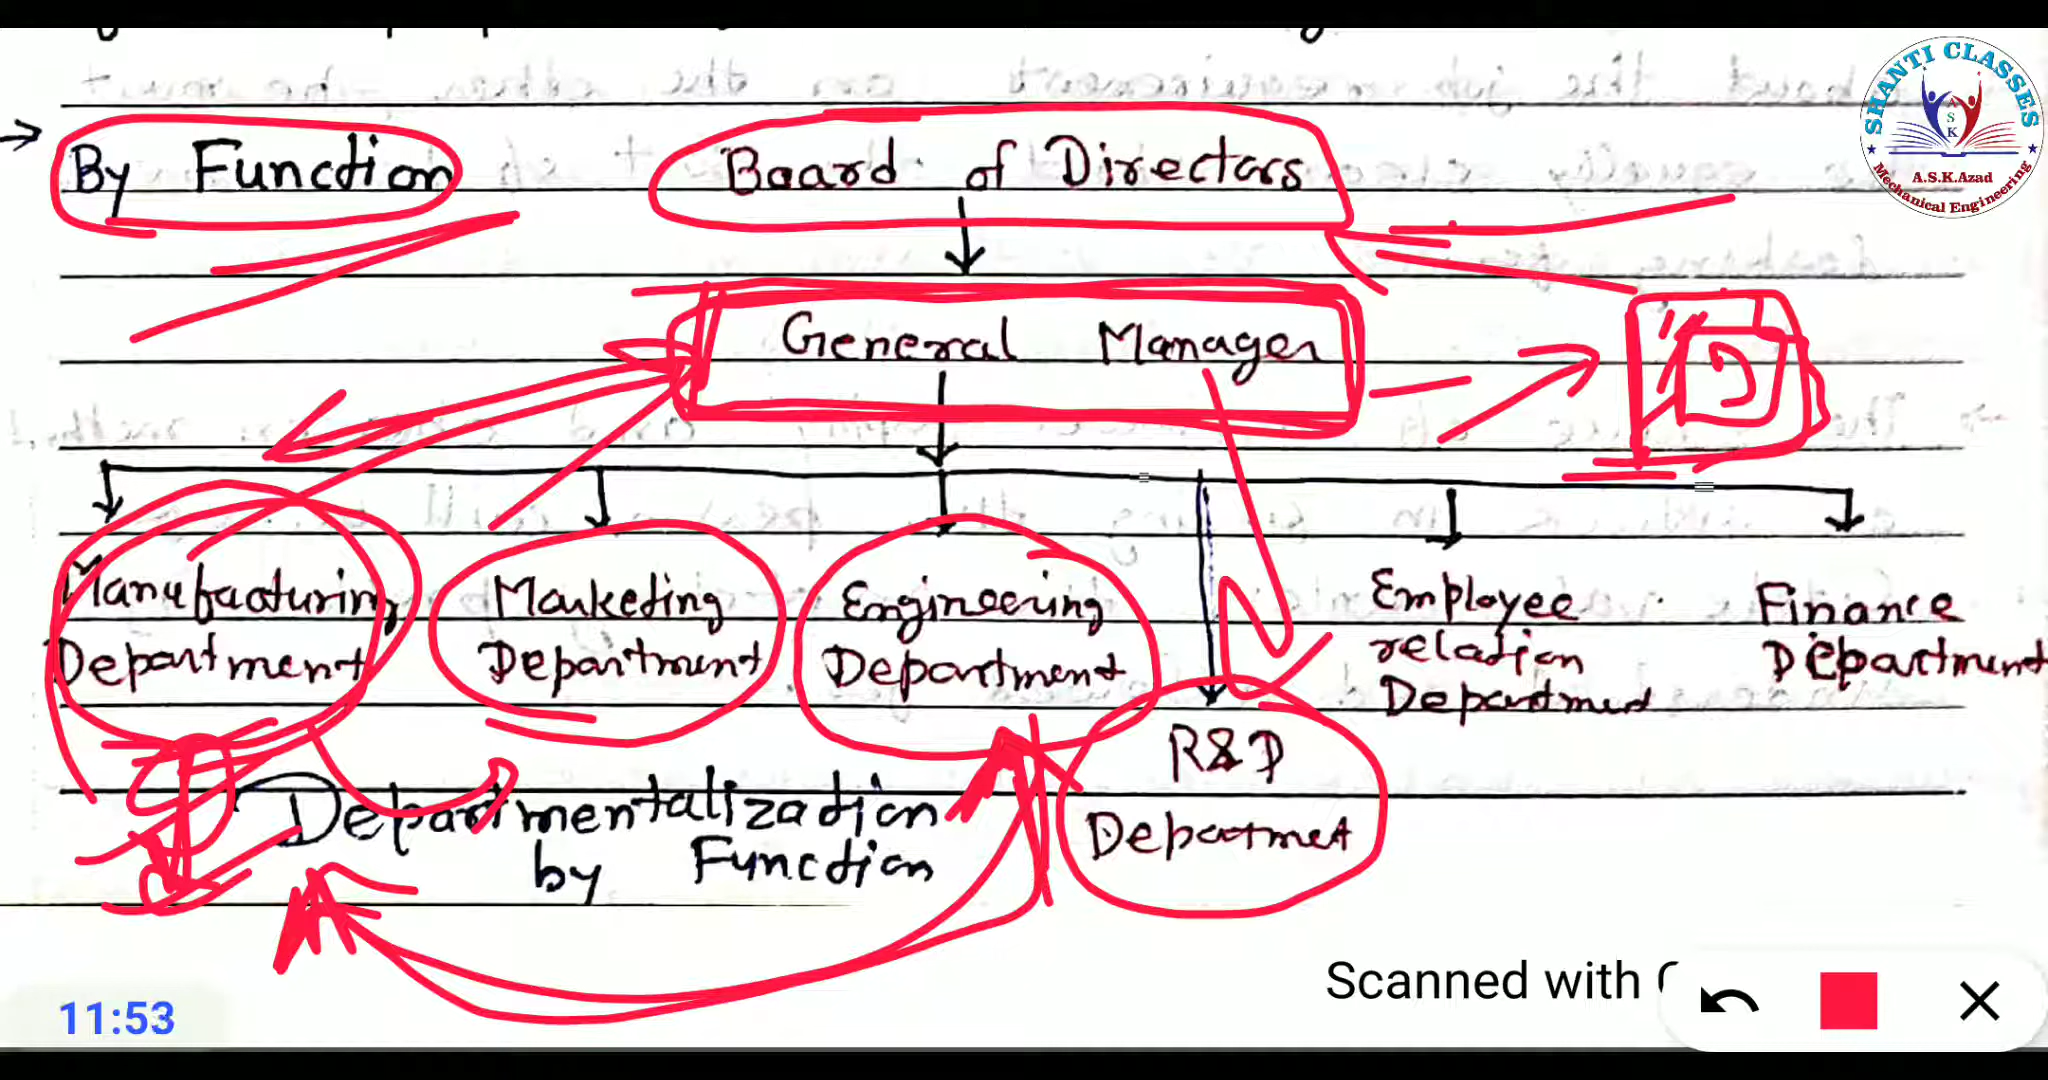 By Function
Board of Directors
General Manager
Manufacturing
Department
Marketing
Department
Engineering
Department
R&D
Departmet
Employee
relation
Department
Finance
Department
Departmentalization
by Function
SHANTI CLASSES
A
S
K
A.S.K.Azad
Mechanical Engineering
Scanned with
11:53